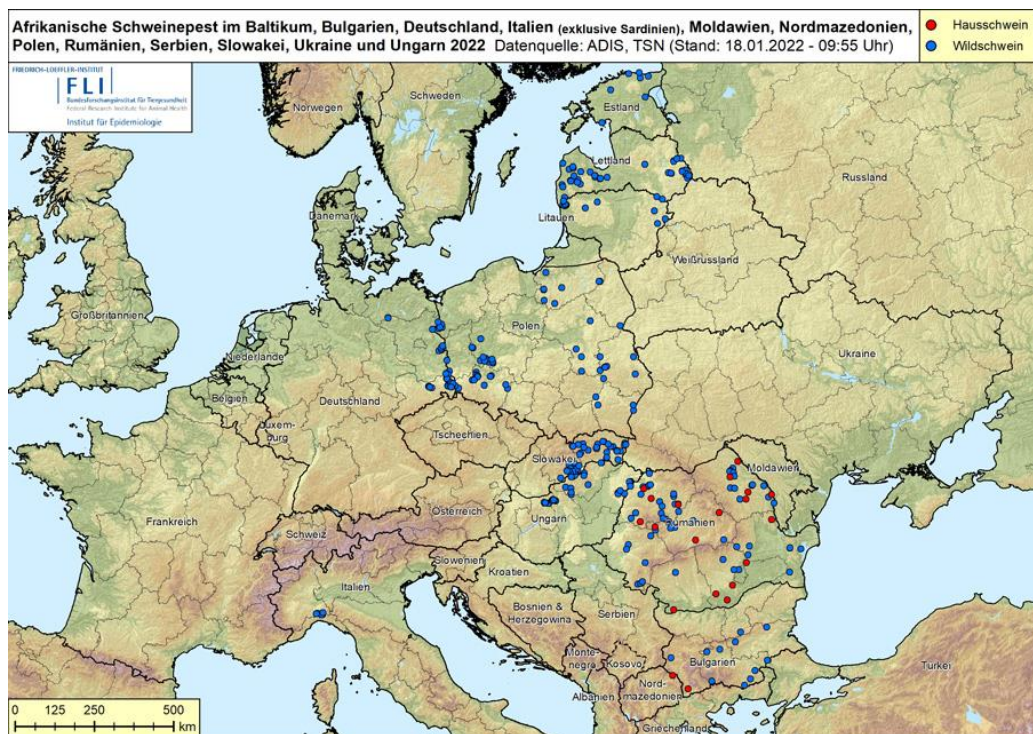 Afrikanische Schweinepest im Baltikum, Bulgarien, Deutschland, Italien (exklusive Sardinien), Moldawien, Nordmazedonien,
Polen, Rumänien, Serbien, Slowakei, Ukraine und Ungarn 2022 Datenquelle: ADIS, TSN (Stand: 18.01.2022 - 09:55 Uhr)
Hausschwein
Wildschwein
FRIEDRICH-LOEFFLER-INSTITUT
FLI
Bundesforschungsinstitut für Tiergesundheit
Federal Research Institute for Animal Health
Institut für Epidemiologie
Norwegen
Schweden
Estland
Lettland
Russland
Dänemark
Litauen
Weißrussland
Großbritannien
Polen
Niederlande
Ukraine
Belgien
Deutschland
Luxem-
burg
Tschechien
Slowakei
Moldawien
Frankreich
Österreich
Ungarn
Rumänien
Schweiz
Slowenien
Kroatien
Italien
Bosnien &
Herzegowina
Serbien
Monte-
negro
Kosovo
Bulgarien
Nord-
mazedonien
Albanien
Türkei
Griechenland
0 125 250 500
km